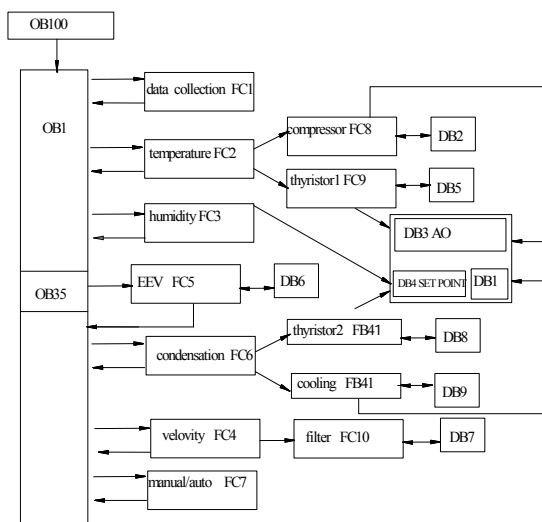 OB100
data collection FC1
OB1
compressor FC8
DB2
temperature FC2
thyristor1 FC9
DB5
humidity FC3
DB3 AO
EEV FC5
DB6
DB4 SET POINT
DB1
OB35
thyristor2 FB41
DB8
condensation FC6
cooling FB41
DB9
velovity FC4
filter FC10
DB7
manual/auto FC7